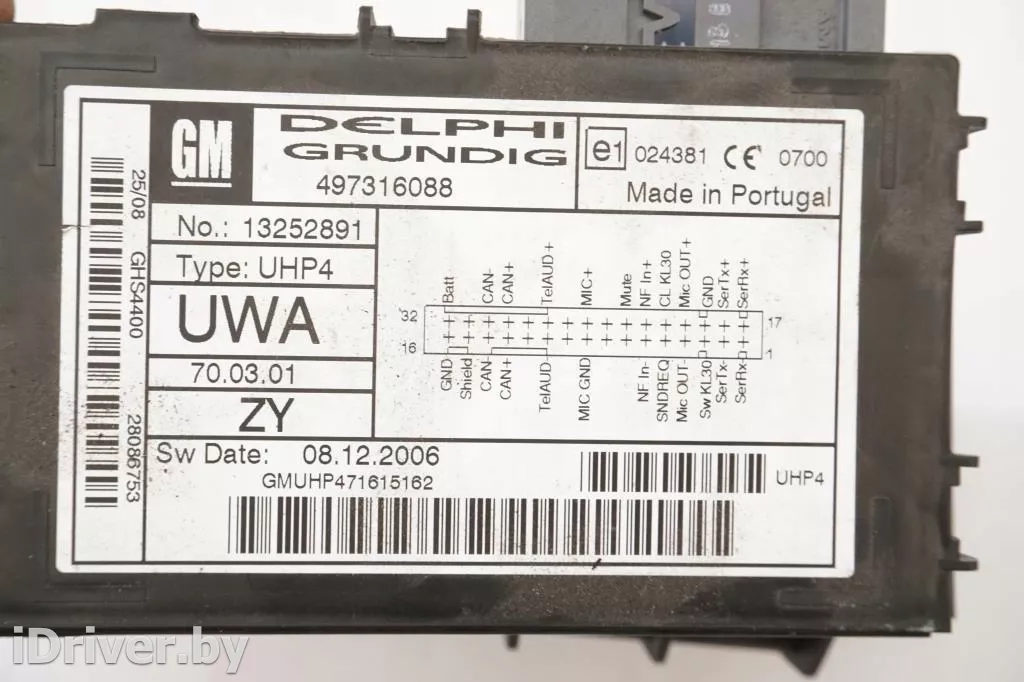 GM
DELPHI
GRUNDIG
497316088
e1 024381 CE 0700
Made in Portugal
25/08 GHS4400 28086753
No.: 13252891
Type: UHP4
UWA
70.03.01
ZY
Batt CAN- CAN+ TelAUD+ MIC+ Mute NF In+ CL KL30 Mic OUT+ GND SerTx+ SerRx+
32 17
16 1
GND Shield CAN- CAN+ TelAUD- MIC GND NF In- SNDREQ Mic OUT- Sw KL30 SerTx- SerRx-
Sw Date: 08.12.2006
GMUHP471615162
UHP4
iDriver.by